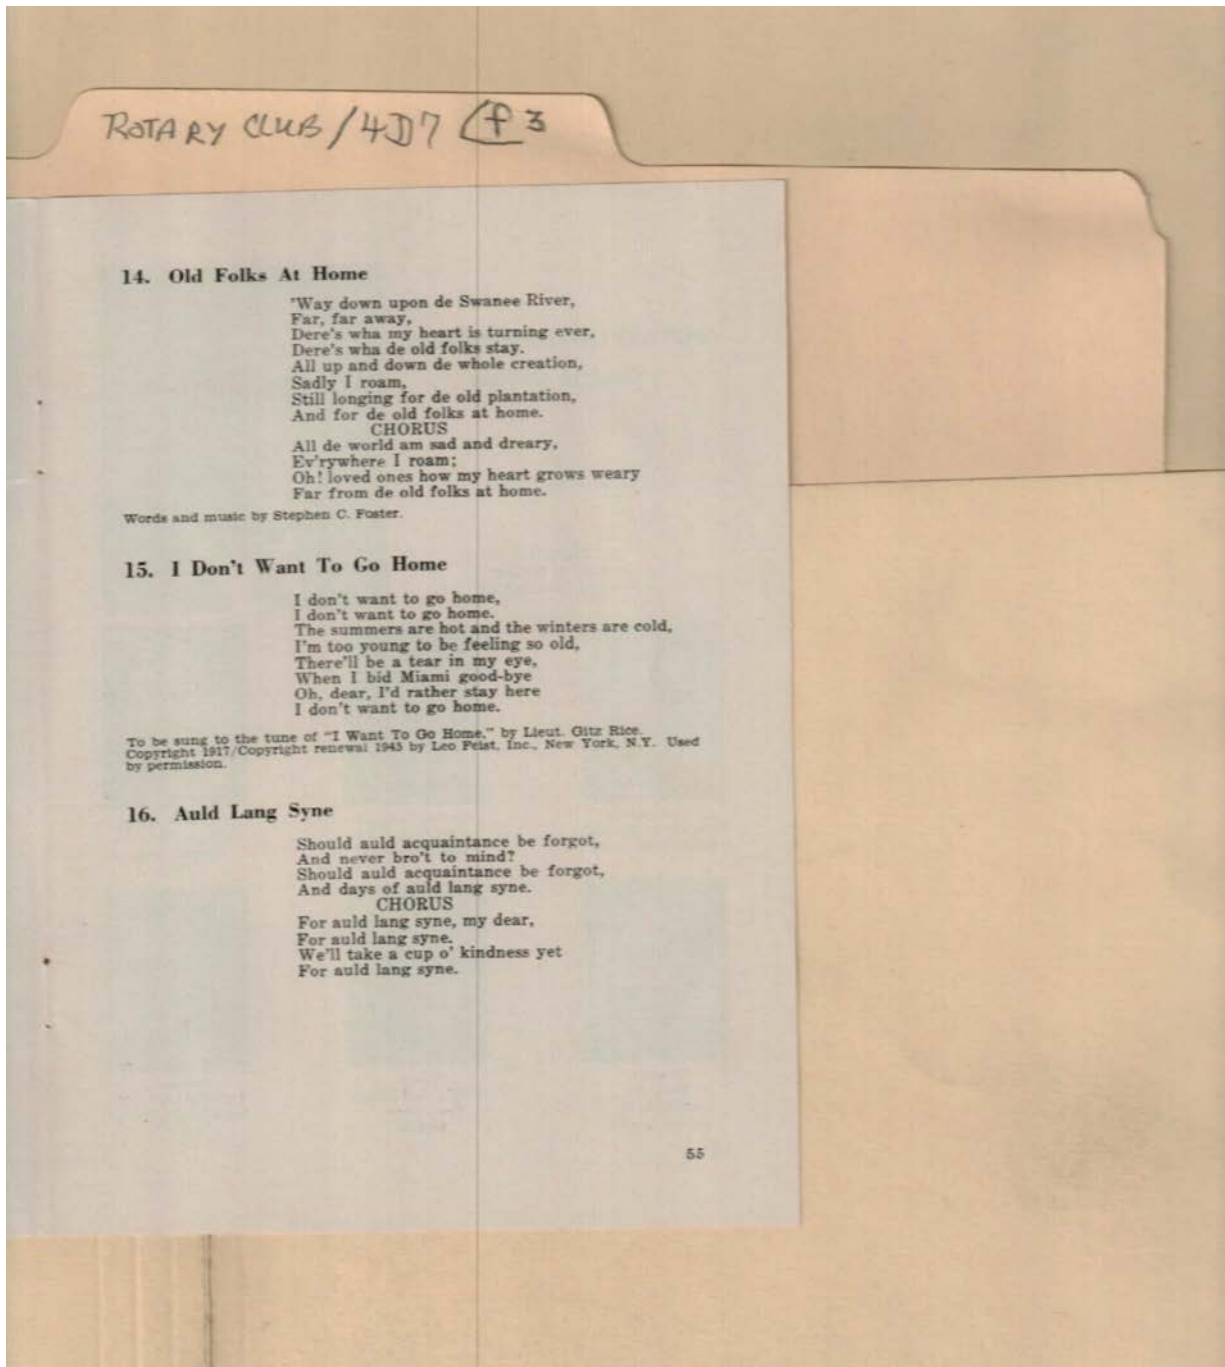 ROTARY CLUB/4D7 f3
14. Old Folks At Home
'Way down upon de Swanee River,
Far, far away,
Dere's wha my heart is turning ever,
Dere's wha de old folks stay.
All up and down de whole creation,
Sadly I roam,
Still longing for de old plantation,
And for de old folks at home.
CHORUS
All de world am sad and dreary,
Ev'rywhere I roam;
Oh! loved ones how my heart grows weary
Far from de old folks at home.
Words and music by Stephen C. Foster.
15. I Don't Want To Go Home
I don't want to go home,
I don't want to go home.
The summers are hot and the winters are cold,
I'm too young to be feeling so old,
There'll be a tear in my eye,
When I bid Miami good-bye
Oh, dear, I'd rather stay here
I don't want to go home.
To be sung to the tune of "I Want To Go Home," by Lieut. Gitz Rice.
Copyright 1917/Copyright renewal 1945 by Leo Feist, Inc., New York, N.Y. Used
by permission.
16. Auld Lang Syne
Should auld acquaintance be forgot,
And never bro't to mind?
Should auld acquaintance be forgot,
And days of auld lang syne.
CHORUS
For auld lang syne, my dear,
For auld lang syne.
We'll take a cup o' kindness yet
For auld lang syne.
55